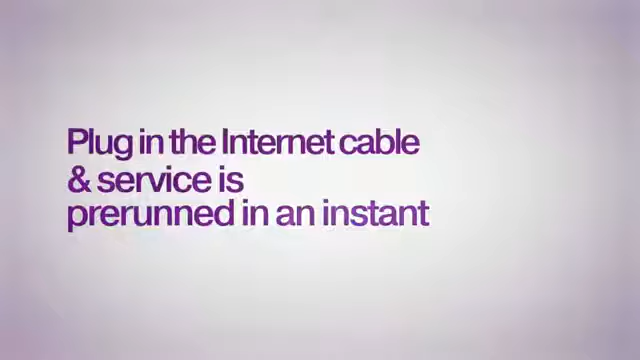 Plug in the Internet cable
& service is
prerunned in an instant